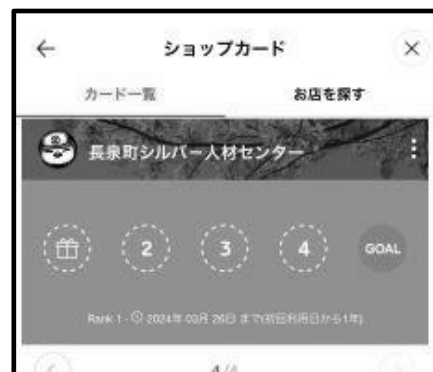 ショップカード
カード一覧 お店を探す
長泉町シルバー人材センター
2 3 4 GOAL
Rank 1・2024年 03月 26日 まで(初回利用日から1年)
4/4